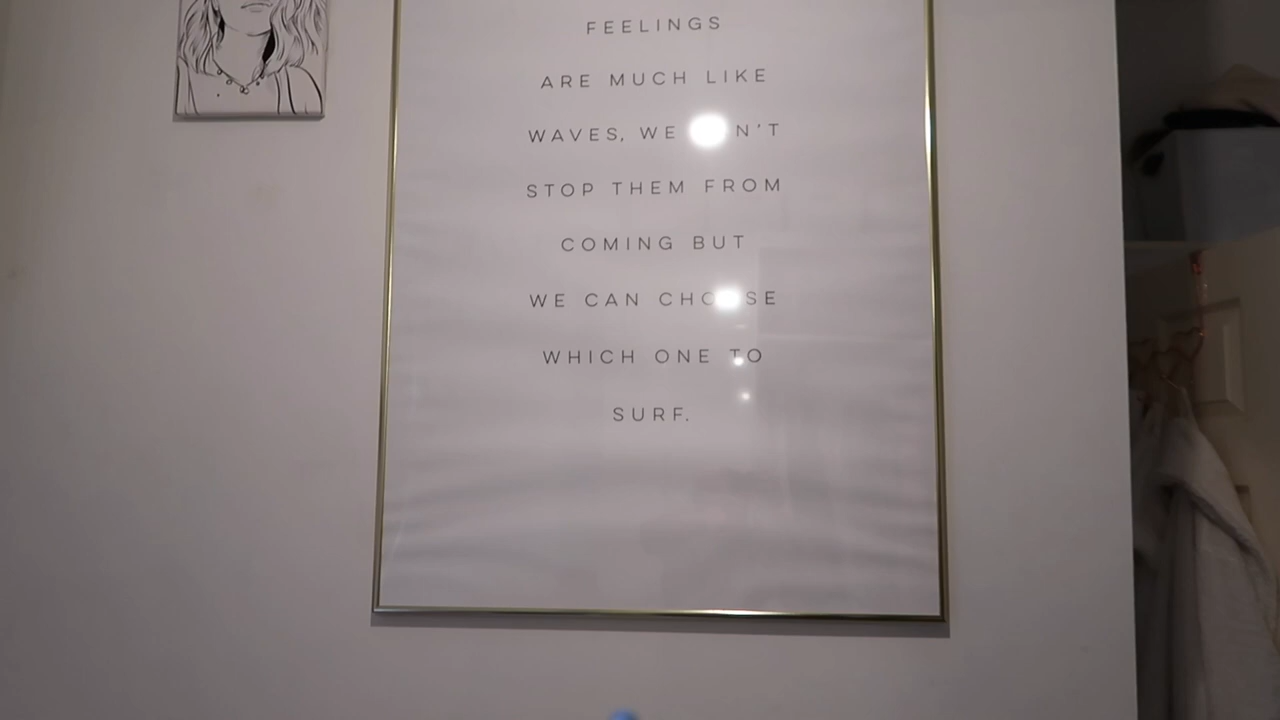 FEELINGS
ARE MUCH LIKE
WAVES, WE
STOP THEM FROM
COMING BUT
WE CAN CHOOSE
WHICH ONE TO
SURF.